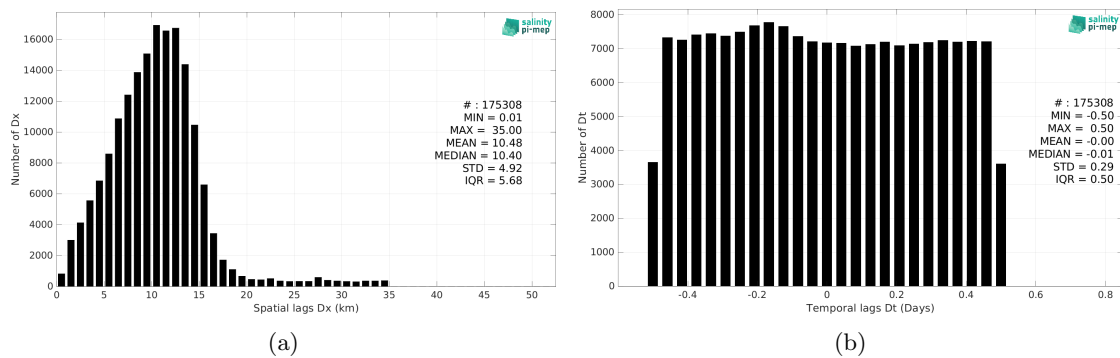 16000
14000
12000
10000
8000
6000
4000
2000
0
Number of Dx
0 5 10 15 20 25 30 35 40 45 50
Spatial lags Dx (km)
salinity
pi-mep
# : 175308
MIN = 0.01
MAX = 35.00
MEAN = 10.48
MEDIAN = 10.40
STD = 4.92
IQR = 5.68
(a)
8000
7000
6000
5000
4000
3000
2000
1000
0
Number of Dt
-0.4 -0.2 0 0.2 0.4 0.6 0.8
Temporal lags Dt (Days)
salinity
pi-mep
# : 175308
MIN = -0.50
MAX = 0.50
MEAN = -0.00
MEDIAN = -0.01
STD = 0.29
IQR = 0.50
(b)